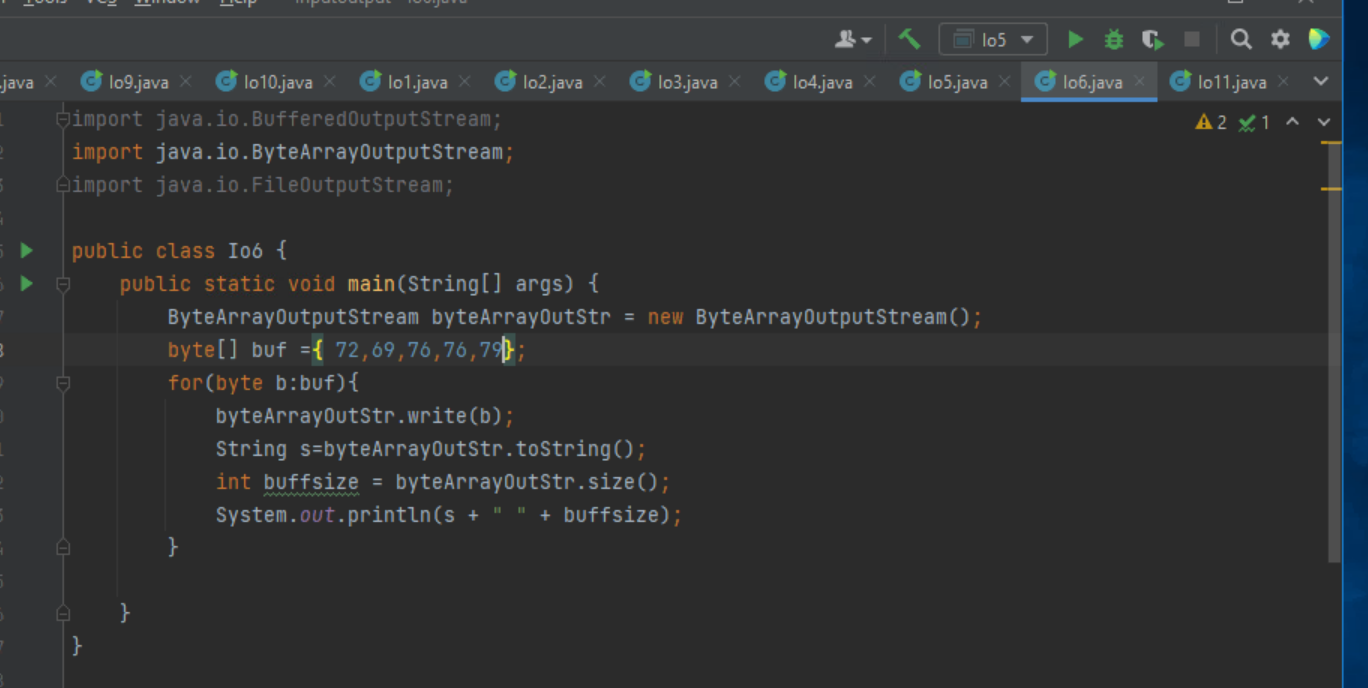 Help
Io5
.java Io9.java Io10.java Io1.java Io2.java Io3.java Io4.java Io5.java Io6.java Io11.java
import java.io.BufferedOutputStream;
2 1
import java.io.ByteArrayOutputStream;
import java.io.FileOutputStream;
public class Io6 {
public static void main(String[] args) {
ByteArrayOutputStream byteArrayOutStr = new ByteArrayOutputStream();
byte[] buf ={ 72,69,76,76,79};
for(byte b:buf){
byteArrayOutStr.write(b);
String s=byteArrayOutStr.toString();
int buffsize = byteArrayOutStr.size();
System.out.println(s + " " + buffsize);
}
}
}